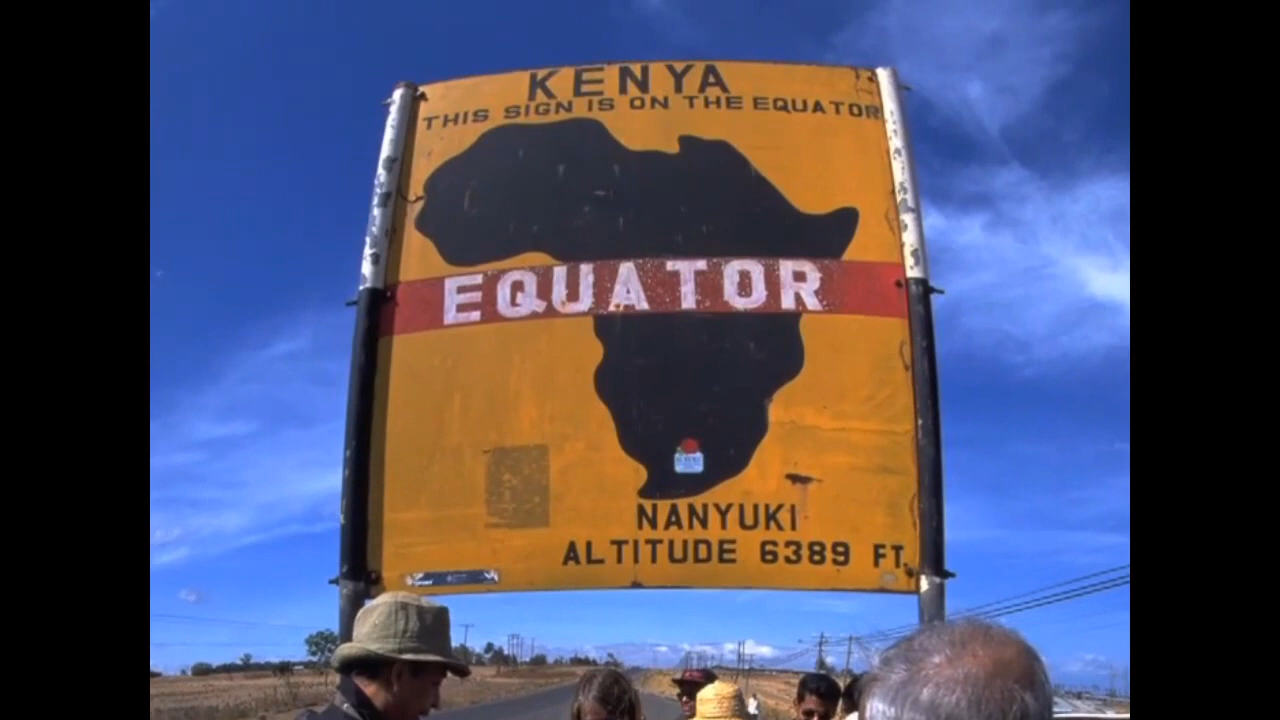 KENYA
THIS SIGN IS ON THE EQUATOR
EQUATOR
NANYUKI
ALTITUDE 6389 FT.